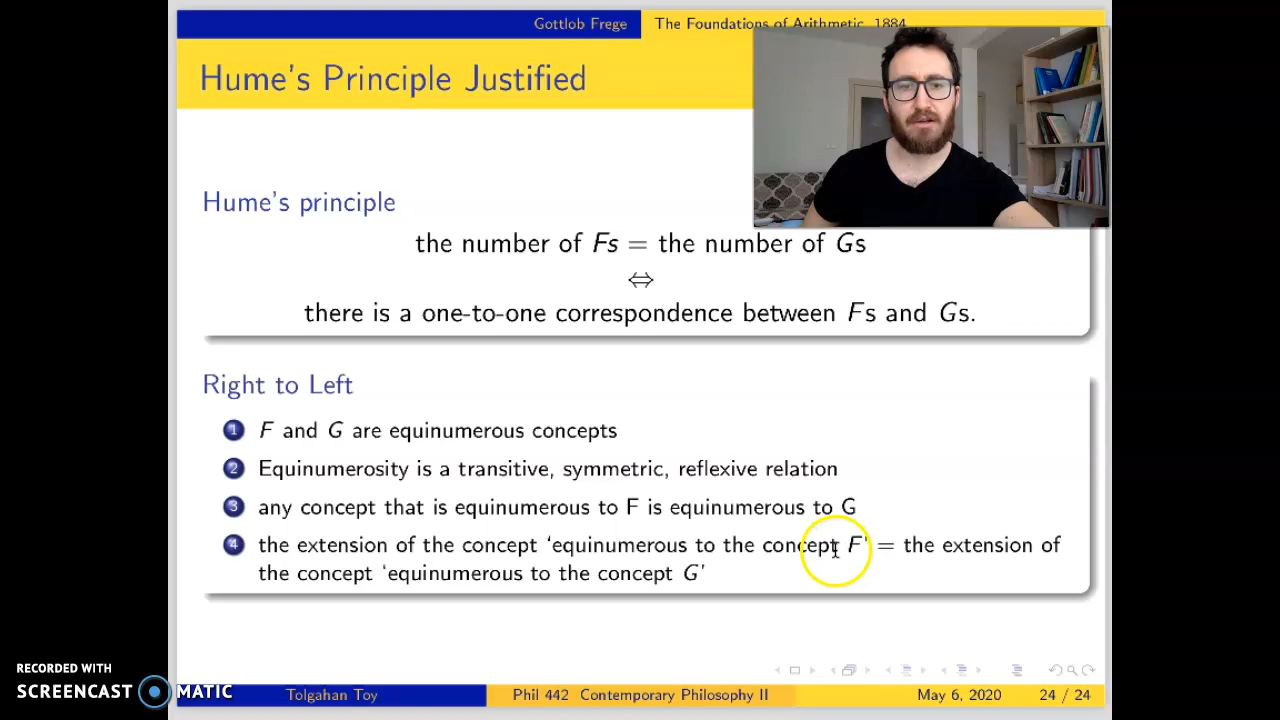 Gottlob Frege The Foundations of Arithmetic, 1884
Hume's Principle Justified
Hume's principle
the number of Fs = the number of Gs
⇔
there is a one-to-one correspondence between Fs and Gs.
Right to Left
1 F and G are equinumerous concepts
2 Equinumerosity is a transitive, symmetric, reflexive relation
3 any concept that is equinumerous to F is equinumerous to G
4 the extension of the concept 'equinumerous to the concept F' = the extension of
the concept 'equinumerous to the concept G'
RECORDED WITH
SCREENCAST MATIC
Tolgahan Toy Phil 442 Contemporary Philosophy II May 6, 2020 24 / 24